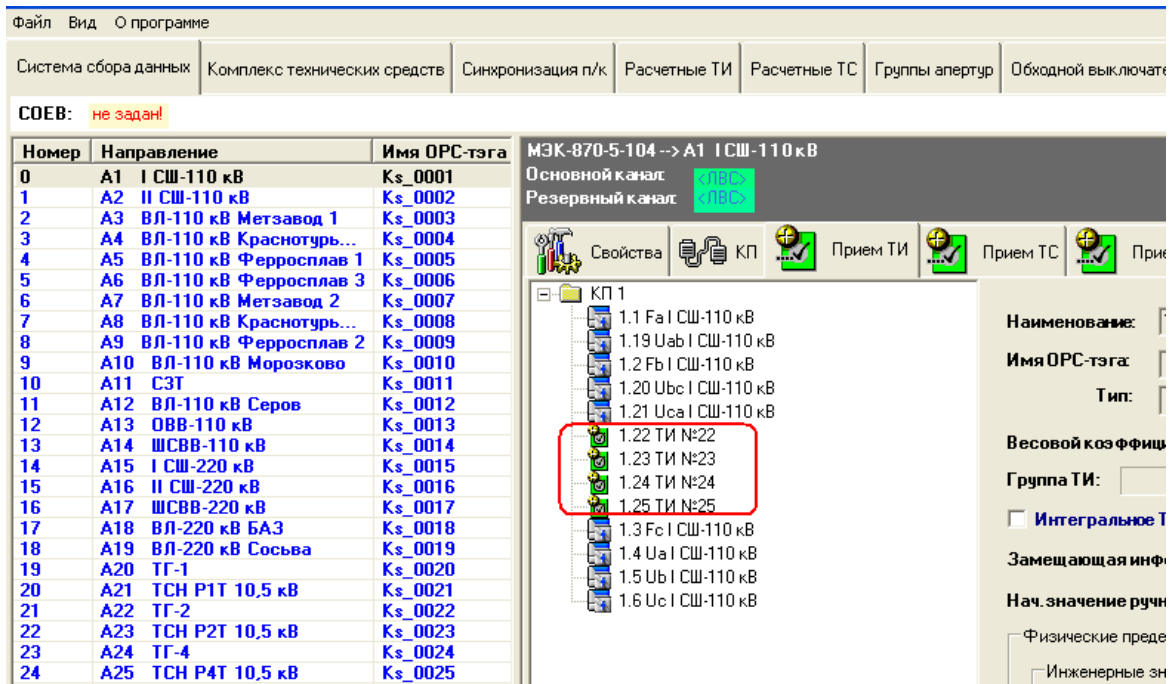 Файл Вид О программе
Система сбора данных Комплекс технических средств Синхронизация п/к Расчетные ТИ Расчетные ТС Группы апертур Обходной выключате
СОЕВ: не задан!
Номер Направление Имя OPC-тэга
0 А1 I СШ-110 кВ Ks_0001
1 А2 II СШ-110 кВ Ks_0002
2 А3 ВЛ-110 кВ Метзавод 1 Ks_0003
3 А4 ВЛ-110 кВ Краснотурь... Ks_0004
4 А5 ВЛ-110 кВ Ферросплав 1 Ks_0005
5 А6 ВЛ-110 кВ Ферросплав 3 Ks_0006
6 А7 ВЛ-110 кВ Метзавод 2 Ks_0007
7 А8 ВЛ-110 кВ Краснотурь... Ks_0008
8 А9 ВЛ-110 кВ Ферросплав 2 Ks_0009
9 А10 ВЛ-110 кВ Морозково Ks_0010
10 А11 СЗТ Ks_0011
11 А12 ВЛ-110 кВ Серов Ks_0012
12 А13 ОВВ-110 кВ Ks_0013
13 А14 ШСВВ-110 кВ Ks_0014
14 А15 I СШ-220 кВ Ks_0015
15 А16 II СШ-220 кВ Ks_0016
16 А17 ШСВВ-220 кВ Ks_0017
17 А18 ВЛ-220 кВ БАЗ Ks_0018
18 А19 ВЛ-220 кВ Сосьва Ks_0019
19 А20 ТГ-1 Ks_0020
20 А21 ТСН Р1Т 10,5 кВ Ks_0021
21 А22 ТГ-2 Ks_0022
22 А23 ТСН Р2Т 10,5 кВ Ks_0023
23 А24 ТГ-4 Ks_0024
24 А25 ТСН Р4Т 10,5 кВ Ks_0025
МЭК-870-5-104 --> А1 I СШ-110 кВ
Основной канал: <ЛВС>
Резервный канал: <ЛВС>
Свойства КП Прием ТИ Прием ТС Прие
КП 1
1.1 Fa I СШ-110 кВ
1.19 Uab I СШ-110 кВ
1.2 Fb I СШ-110 кВ
1.20 Ubc I СШ-110 кВ
1.21 Uca I СШ-110 кВ
1.22 ТИ №22
1.23 ТИ №23
1.24 ТИ №24
1.25 ТИ №25
1.3 Fc I СШ-110 кВ
1.4 Ua I СШ-110 кВ
1.5 Ub I СШ-110 кВ
1.6 Uc I СШ-110 кВ
Наименование:
Имя OPC-тэга:
Тип:
Весовой коэффици
Группа ТИ:
Интегральное Т
Замещающая инфо
Нач. значение ручн
Физические преде
Инженерные зн